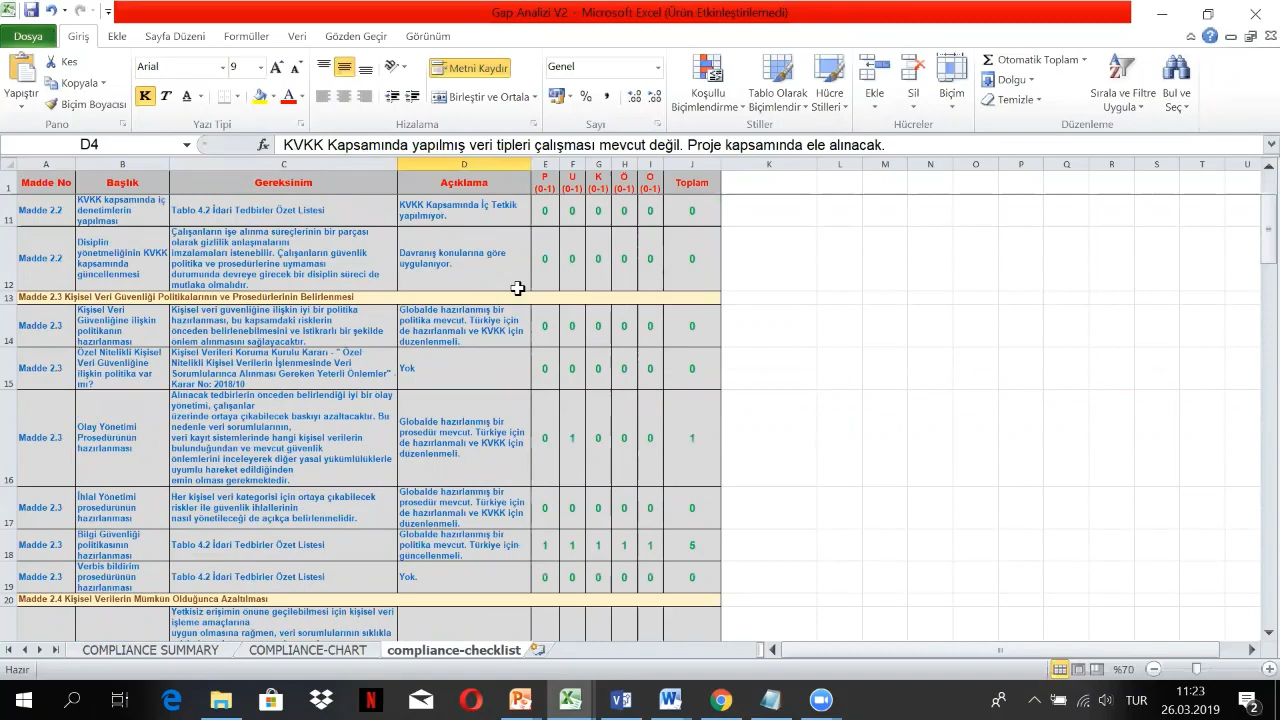 Gap Analizi V2 - Microsoft Excel (Ürün Etkinleştirilemedi)
Dosya Giriş Ekle Sayfa Düzeni Formüller Veri Gözden Geçir Görünüm
Yapıştır
Kes
Kopyala
Biçim Boyacısı
Pano
Arial 9
K T A
Yazı Tipi
Metni Kaydır
Birleştir ve Ortala
Hizalama
Genel
Sayı
Koşullu Biçimlendirme
Tablo Olarak Biçimlendir
Hücre Stilleri
Stiller
Ekle Sil Biçim
Hücreler
Otomatik Toplam
Dolgu
Temizle
Sırala ve Filtre Uygula
Bul ve Seç
Düzenleme
D4 fx KVKK Kapsamında yapılmış veri tipleri çalışması mevcut değil. Proje kapsamında ele alınacak.
A B C D E F G H I J K L M N O P Q R S T U
1 Madde No Başlık Gereksinim Açıklama P (0-1) U (0-1) K (0-1) Ö (0-1) O (0-1) Toplam
11 Madde 2.2
KVKK kapsamında iç
denetimlerin
yapılması
Tablo 4.2 İdari Tedbirler Özet Listesi
KVKK Kapsamında İç Tetkik
yapılmıyor.
0 0 0 0 0 0
12 Madde 2.2
Disiplin
yönetmeliğinin KVKK
kapsamında
güncellenmesi
Çalışanların işe alınma süreçlerinin bir parçası
olarak gizlilik anlaşmalarını
imzalamaları istenebilir. Çalışanların güvenlik
politika ve prosedürlerine uymaması
durumunda devreye girecek bir disiplin süreci de
mutlaka olmalıdır.
Davranış konularına göre
uygulanıyor.
0 0 0 0 0 0
13 Madde 2.3 Kişisel Veri Güvenliği Politikalarının ve Prosedürlerinin Belirlenmesi
14 Madde 2.3
Kişisel Veri
Güvenliğine ilişkin
politikanın
hazırlanması
Kişisel veri güvenliğine ilişkin iyi bir politika
hazırlanması, bu kapsamdaki risklerin
önceden belirlenebilmesini ve istikrarlı bir şekilde
önlem alınmasını sağlayacaktır.
Globalde hazırlanmış bir
politika mevcut. Türkiye için
de hazırlanmalı ve KVKK için
düzenlenmeli.
0 0 0 0 0 0
15 Madde 2.3
Özel Nitelikli Kişisel
Veri Güvenliğine
ilişkin politika var
mı?
Kişisel Verileri Koruma Kurulu Kararı - " Özel
Nitelikli Kişisel Verilerin İşlenmesinde Veri
Sorumlularınca Alınması Gereken Yeterli Önlemler" .
Karar No: 2018/10
Yok
0 0 0 0 0 0
16 Madde 2.3
Olay Yönetimi
Prosedürünün
hazırlanması
Alınacak tedbirlerin önceden belirlendiği iyi bir olay
yönetimi, çalışanlar
üzerinde ortaya çıkabilecek baskıyı azaltacaktır. Bu
nedenle veri sorumlularının,
veri kayıt sistemlerinde hangi kişisel verilerin
bulunduğundan ve mevcut güvenlik
önlemlerini inceleyerek diğer yasal yükümlülüklerle
uyumlu hareket edildiğinden
emin olması gerekmektedir.
Globalde hazırlanmış bir
prosedür mevcut. Türkiye için
de hazırlanmalı ve KVKK için
düzenlenmeli.
0 1 0 0 0 1
17 Madde 2.3
İhlal Yönetimi
prosedürünün
hazırlanması
Her kişisel veri kategorisi için ortaya çıkabilecek
riskler ile güvenlik ihlallerinin
nasıl yönetileceği de açıkça belirlenmelidir.
Globalde hazırlanmış bir
prosedür mevcut. Türkiye için
de hazırlanmalı ve KVKK için
düzenlenmeli.
0 0 0 0 0 0
18 Madde 2.3
Bilgi Güvenliği
politikasının
hazırlanması
Tablo 4.2 İdari Tedbirler Özet Listesi
Globalde hazırlanmış bir
politika mevcut. Türkiye için
güncellenmeli.
1 1 1 1 1 5
19 Madde 2.3
Verbis bildirim
prosedürünün
hazırlanması
Tablo 4.2 İdari Tedbirler Özet Listesi
Yok.
0 0 0 0 0 0
20 Madde 2.4 Kişisel Verilerin Mümkün Olduğunca Azaltılması
Yetkisiz erişimin önune geçilebilmesi için kişisel veri
işleme amaçlarına
uygun olmasına rağmen, veri sorumlularının sıklıkla
COMPLIANCE SUMMARY COMPLIANCE-CHART compliance-checklist
Hazır %70
TUR 11:23
26.03.2019
2